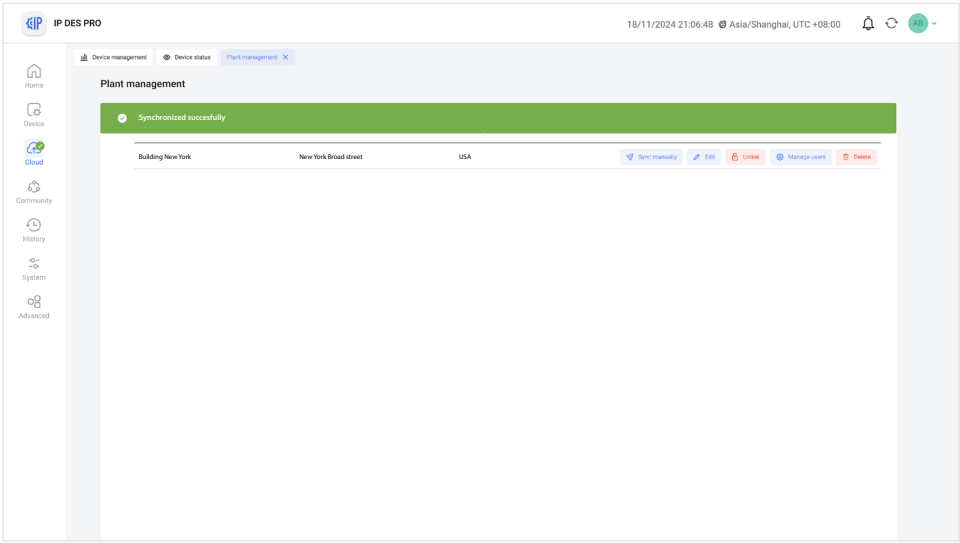 IP IP DES PRO
18/11/2024 21:06:48 Asia/Shanghai, UTC +08:00
AB
Device management Device status Plant management
Home
Plant management
Device
Synchronized succesfully
Cloud
Building New York New York Broad street USA Sync manually Edit Unlink Manage users Delete
Community
History
System
Advanced